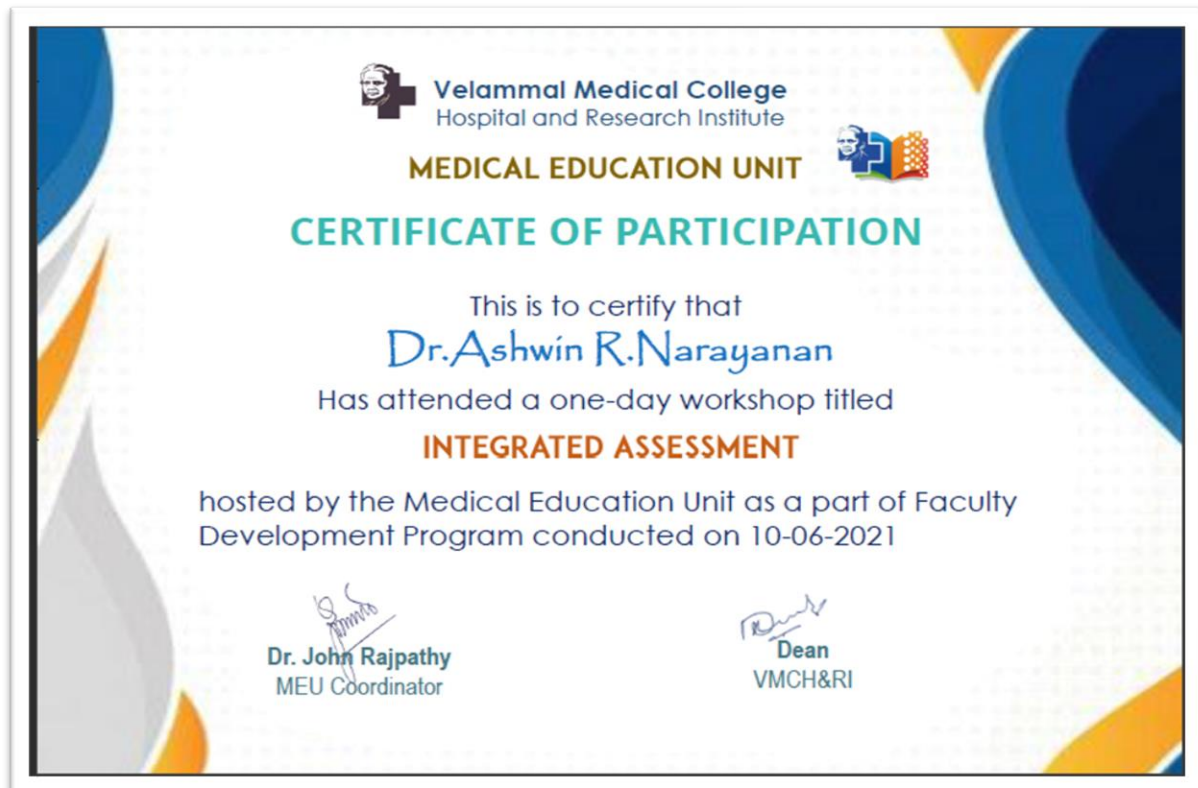 Velammal Medical College
Hospital and Research Institute
MEDICAL EDUCATION UNIT
CERTIFICATE OF PARTICIPATION
This is to certify that
Dr.Ashwin R.Narayanan
Has attended a one-day workshop titled
INTEGRATED ASSESSMENT
hosted by the Medical Education Unit as a part of Faculty
Development Program conducted on 10-06-2021
Dr. John Rajpathy
MEU Coordinator
Dean
VMCH&RI